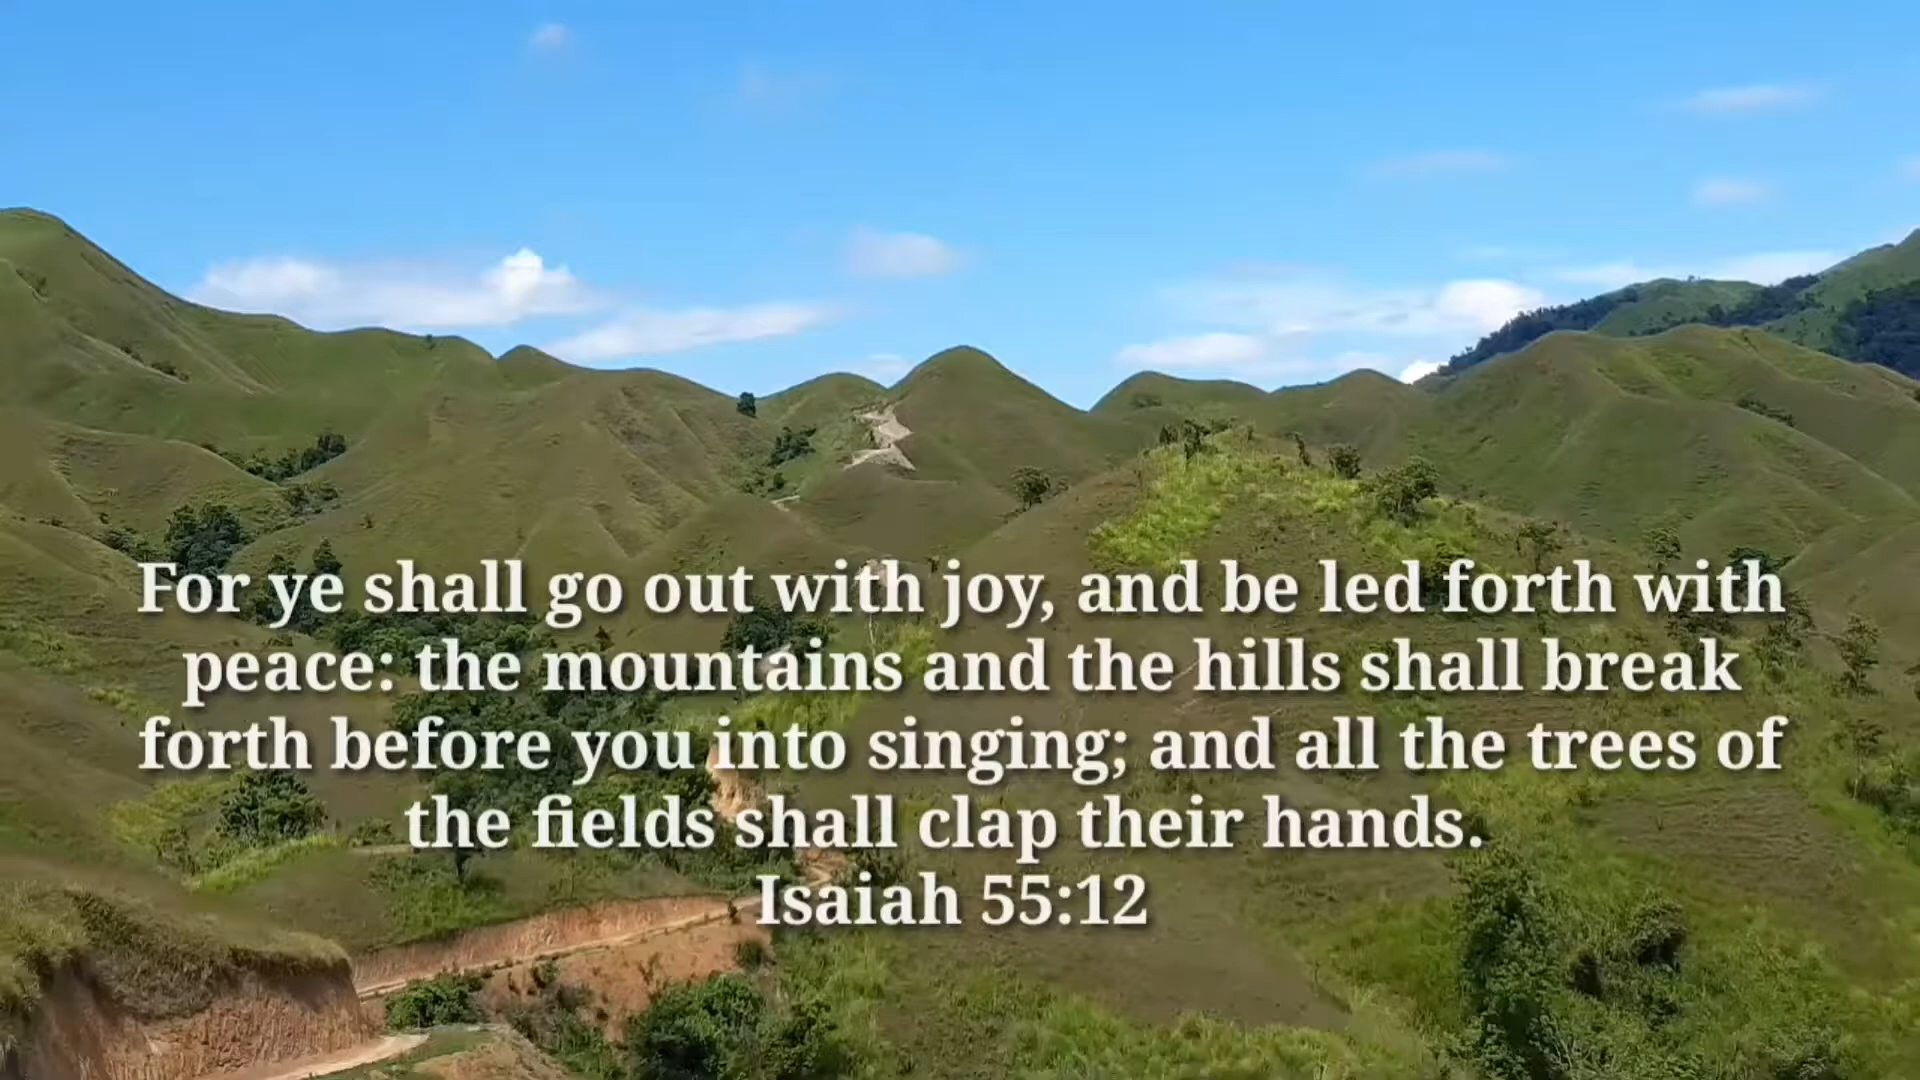 For ye shall go out with joy, and be led forth with
peace: the mountains and the hills shall break
forth before you into singing; and all the trees of
the fields shall clap their hands.
Isaiah 55:12